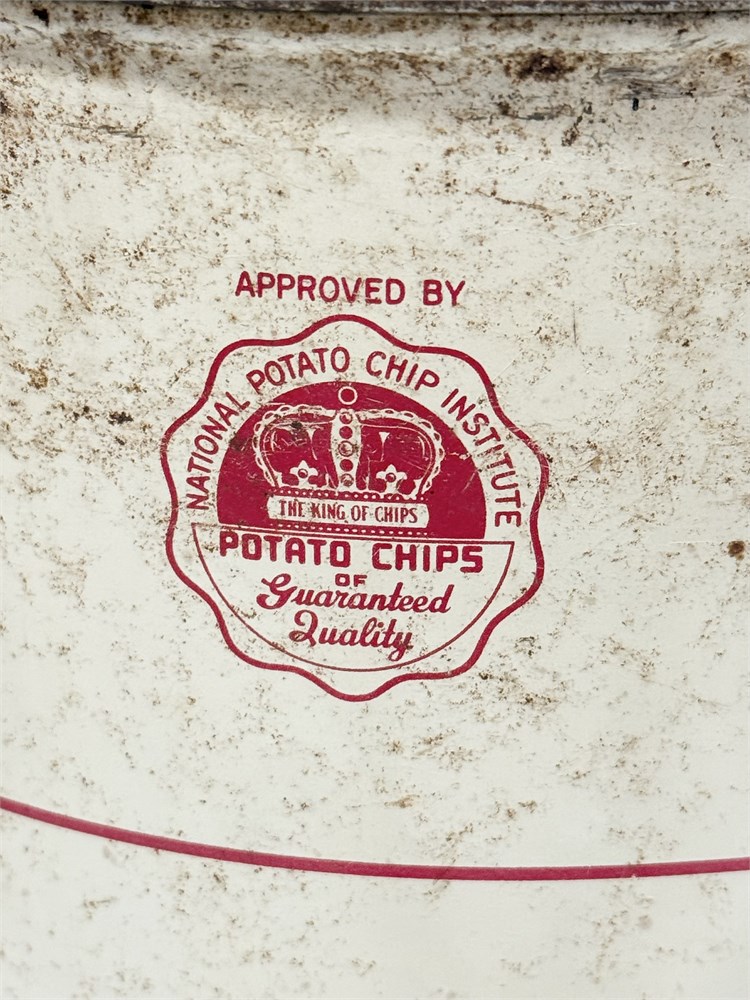 APPROVED BY
NATIONAL POTATO CHIP INSTITUTE
THE KING OF CHIPS
POTATO CHIPS
OF
Guaranteed
Quality